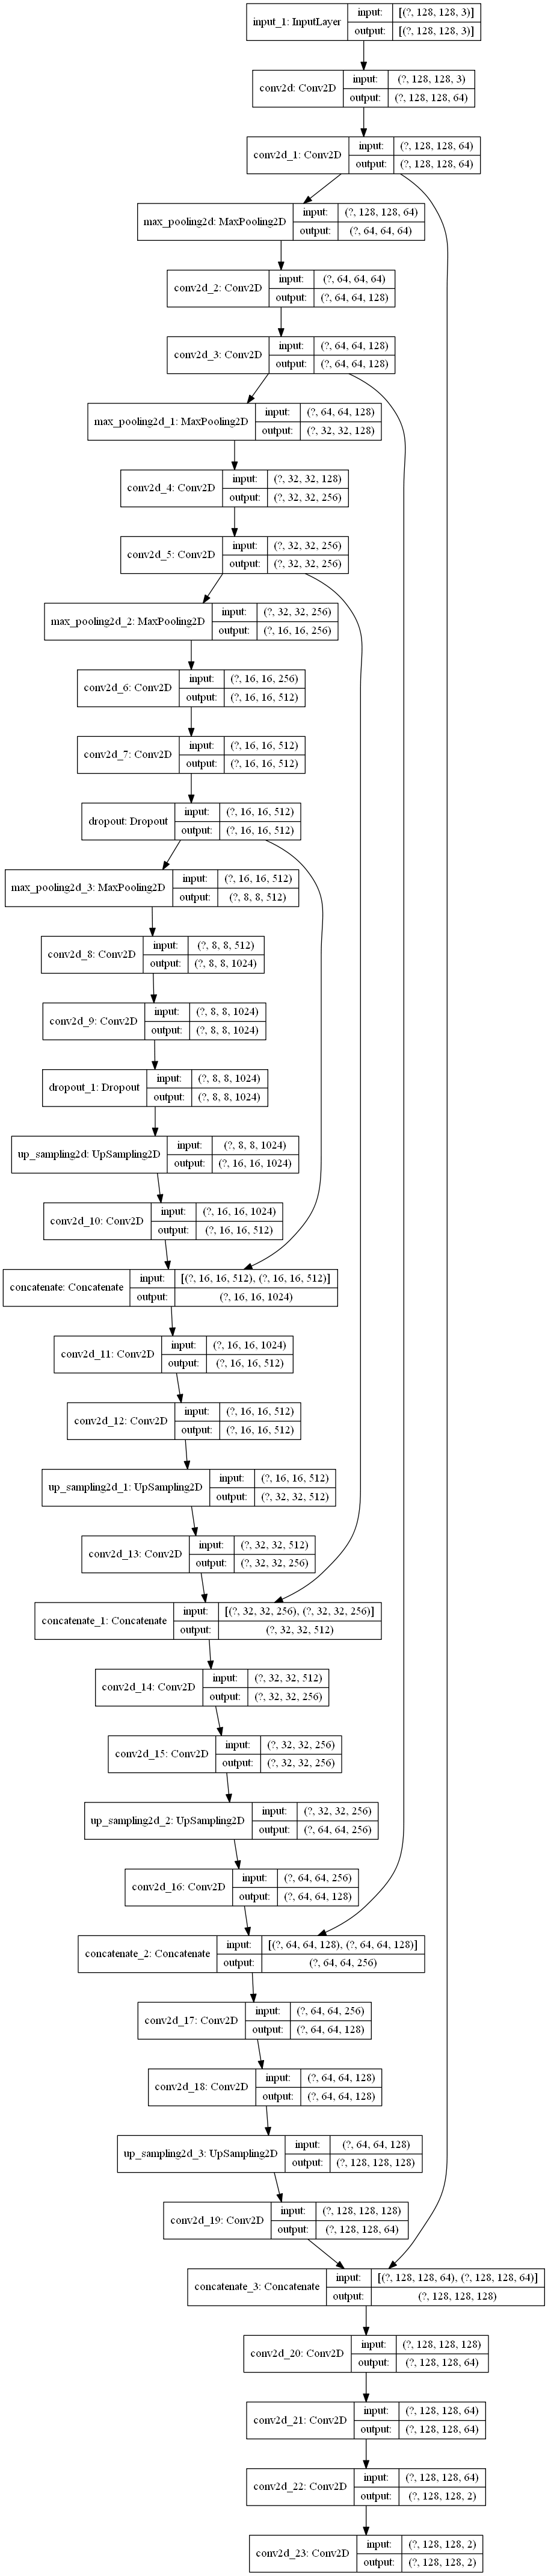 input_1: InputLayer
input: [(?, 128, 128, 3)]
output: [(?, 128, 128, 3)]
conv2d: Conv2D
input: (?, 128, 128, 3)
output: (?, 128, 128, 64)
conv2d_1: Conv2D
input: (?, 128, 128, 64)
output: (?, 128, 128, 64)
max_pooling2d: MaxPooling2D
input: (?, 128, 128, 64)
output: (?, 64, 64, 64)
conv2d_2: Conv2D
input: (?, 64, 64, 64)
output: (?, 64, 64, 128)
conv2d_3: Conv2D
input: (?, 64, 64, 128)
output: (?, 64, 64, 128)
max_pooling2d_1: MaxPooling2D
input: (?, 64, 64, 128)
output: (?, 32, 32, 128)
conv2d_4: Conv2D
input: (?, 32, 32, 128)
output: (?, 32, 32, 256)
conv2d_5: Conv2D
input: (?, 32, 32, 256)
output: (?, 32, 32, 256)
max_pooling2d_2: MaxPooling2D
input: (?, 32, 32, 256)
output: (?, 16, 16, 256)
conv2d_6: Conv2D
input: (?, 16, 16, 256)
output: (?, 16, 16, 512)
conv2d_7: Conv2D
input: (?, 16, 16, 512)
output: (?, 16, 16, 512)
dropout: Dropout
input: (?, 16, 16, 512)
output: (?, 16, 16, 512)
max_pooling2d_3: MaxPooling2D
input: (?, 16, 16, 512)
output: (?, 8, 8, 512)
conv2d_8: Conv2D
input: (?, 8, 8, 512)
output: (?, 8, 8, 1024)
conv2d_9: Conv2D
input: (?, 8, 8, 1024)
output: (?, 8, 8, 1024)
dropout_1: Dropout
input: (?, 8, 8, 1024)
output: (?, 8, 8, 1024)
up_sampling2d: UpSampling2D
input: (?, 8, 8, 1024)
output: (?, 16, 16, 1024)
conv2d_10: Conv2D
input: (?, 16, 16, 1024)
output: (?, 16, 16, 512)
concatenate: Concatenate
input: [(?, 16, 16, 512), (?, 16, 16, 512)]
output: (?, 16, 16, 1024)
conv2d_11: Conv2D
input: (?, 16, 16, 1024)
output: (?, 16, 16, 512)
conv2d_12: Conv2D
input: (?, 16, 16, 512)
output: (?, 16, 16, 512)
up_sampling2d_1: UpSampling2D
input: (?, 16, 16, 512)
output: (?, 32, 32, 512)
conv2d_13: Conv2D
input: (?, 32, 32, 512)
output: (?, 32, 32, 256)
concatenate_1: Concatenate
input: [(?, 32, 32, 256), (?, 32, 32, 256)]
output: (?, 32, 32, 512)
conv2d_14: Conv2D
input: (?, 32, 32, 512)
output: (?, 32, 32, 256)
conv2d_15: Conv2D
input: (?, 32, 32, 256)
output: (?, 32, 32, 256)
up_sampling2d_2: UpSampling2D
input: (?, 32, 32, 256)
output: (?, 64, 64, 256)
conv2d_16: Conv2D
input: (?, 64, 64, 256)
output: (?, 64, 64, 128)
concatenate_2: Concatenate
input: [(?, 64, 64, 128), (?, 64, 64, 128)]
output: (?, 64, 64, 256)
conv2d_17: Conv2D
input: (?, 64, 64, 256)
output: (?, 64, 64, 128)
conv2d_18: Conv2D
input: (?, 64, 64, 128)
output: (?, 64, 64, 128)
up_sampling2d_3: UpSampling2D
input: (?, 64, 64, 128)
output: (?, 128, 128, 128)
conv2d_19: Conv2D
input: (?, 128, 128, 128)
output: (?, 128, 128, 64)
concatenate_3: Concatenate
input: [(?, 128, 128, 64), (?, 128, 128, 64)]
output: (?, 128, 128, 128)
conv2d_20: Conv2D
input: (?, 128, 128, 128)
output: (?, 128, 128, 64)
conv2d_21: Conv2D
input: (?, 128, 128, 64)
output: (?, 128, 128, 64)
conv2d_22: Conv2D
input: (?, 128, 128, 64)
output: (?, 128, 128, 2)
conv2d_23: Conv2D
input: (?, 128, 128, 2)
output: (?, 128, 128, 2)